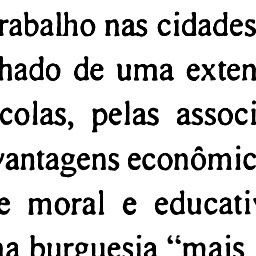 rabalho nas cidades
hado de uma exten
colas, pelas associ
vantagens econômic
e moral e educativ
na burguesia “mais